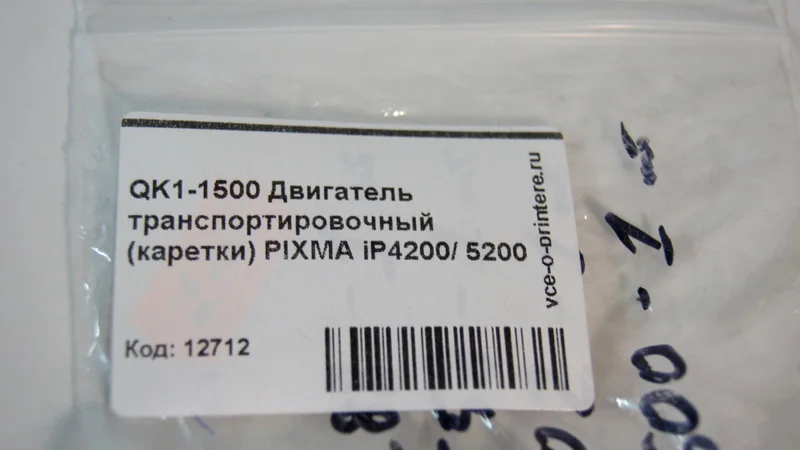 QK1-1500 Двигатель
транспортировочный
(каретки) PIXMA iP4200/ 5200
Код: 12712
vce-o-printere.ru